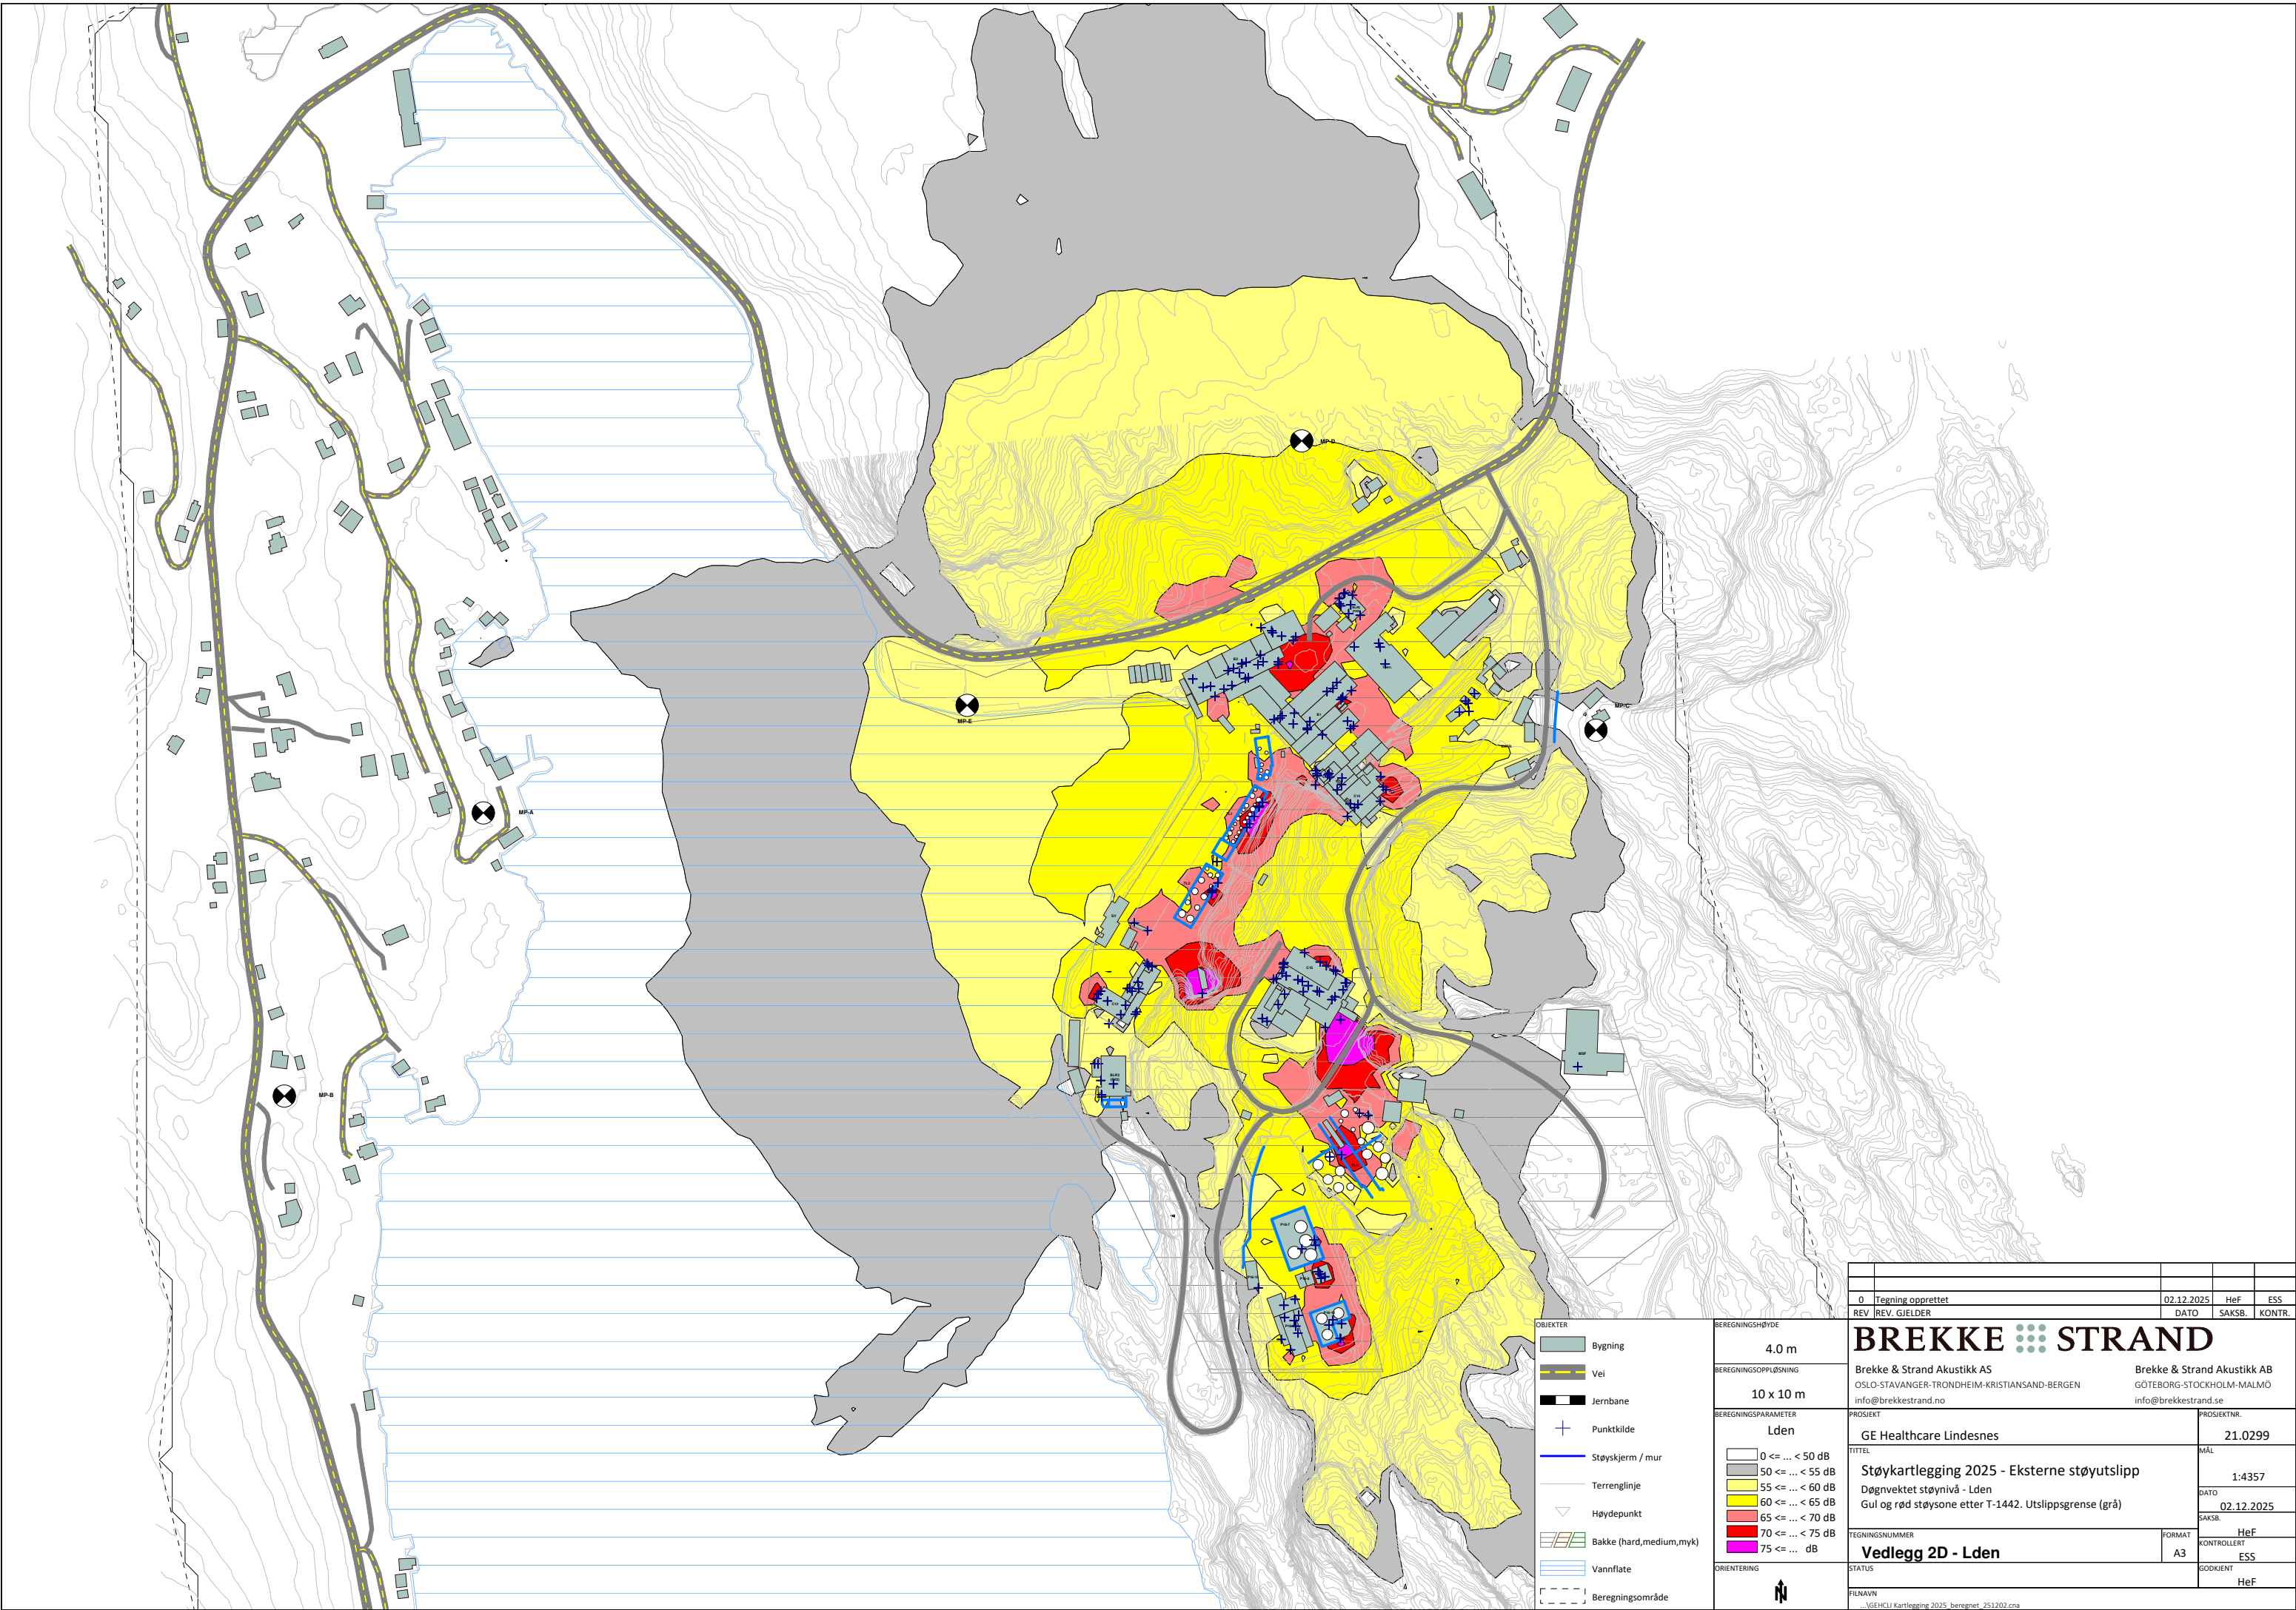 MP-D
MP-E
MP-C
MP-A
MP-B
MGF
0 Tegning opprettet 02.12.2025 HeF ESS
REV REV. GJELDER DATO SAKSB. KONTR.
OBJEKTER
Bygning
Vei
Jernbane
Punktkilde
Støyskjerm / mur
Terrenglinje
Høydepunkt
Bakke (hard,medium,myk)
Vannflate
Beregningsområde
BEREGNINGSHØYDE
4.0 m
BEREGNINGSOPPLØSNING
10 x 10 m
BEREGNINGSPARAMETER
Lden
0 <= ... < 50 dB
50 <= ... < 55 dB
55 <= ... < 60 dB
60 <= ... < 65 dB
65 <= ... < 70 dB
70 <= ... < 75 dB
75 <= ... dB
ORIENTERING
N
BREKKE STRAND
Brekke & Strand Akustikk AS
OSLO-STAVANGER-TRONDHEIM-KRISTIANSAND-BERGEN
info@brekkestrand.no
Brekke & Strand Akustikk AB
GÖTEBORG-STOCKHOLM-MALMÖ
info@brekkestrand.se
PROSJEKT
GE Healthcare Lindesnes
PROSJEKTNR.
21.0299
TITTEL
Støykartlegging 2025 - Eksterne støyutslipp
Døgnvektet støynivå - Lden
Gul og rød støysone etter T-1442. Utslippsgrense (grå)
MÅL
1:4357
DATO
02.12.2025
SAKSB.
HeF
TEGNINGSNUMMER
Vedlegg 2D - Lden
FORMAT
A3
KONTROLLERT
ESS
STATUS
GODKJENT
HeF
FILNAVN
...\GEHCLI Kartlegging 2025_beregnet_251202.cna